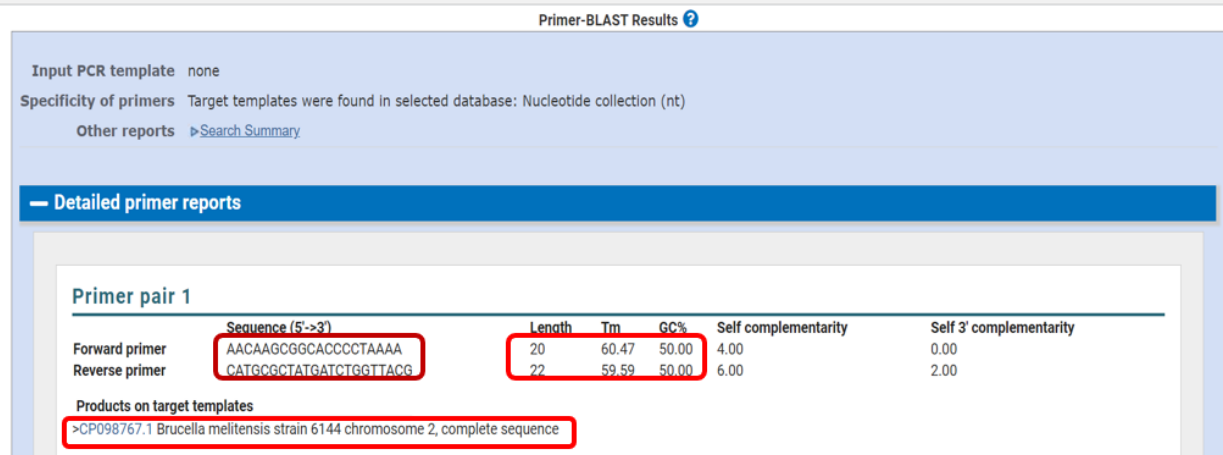 Primer-BLAST Results ?
Input PCR template none
Specificity of primers Target templates were found in selected database: Nucleotide collection (nt)
Other reports ▷Search Summary
— Detailed primer reports
Primer pair 1
Sequence (5'->3') Length Tm GC% Self complementarity Self 3' complementarity
Forward primer AACAAGCGGCACCCCTAAAA 20 60.47 50.00 4.00 0.00
Reverse primer CATGCGCTATGATCTGGTTACG 22 59.59 50.00 6.00 2.00
Products on target templates
>CP098767.1 Brucella melitensis strain 6144 chromosome 2, complete sequence